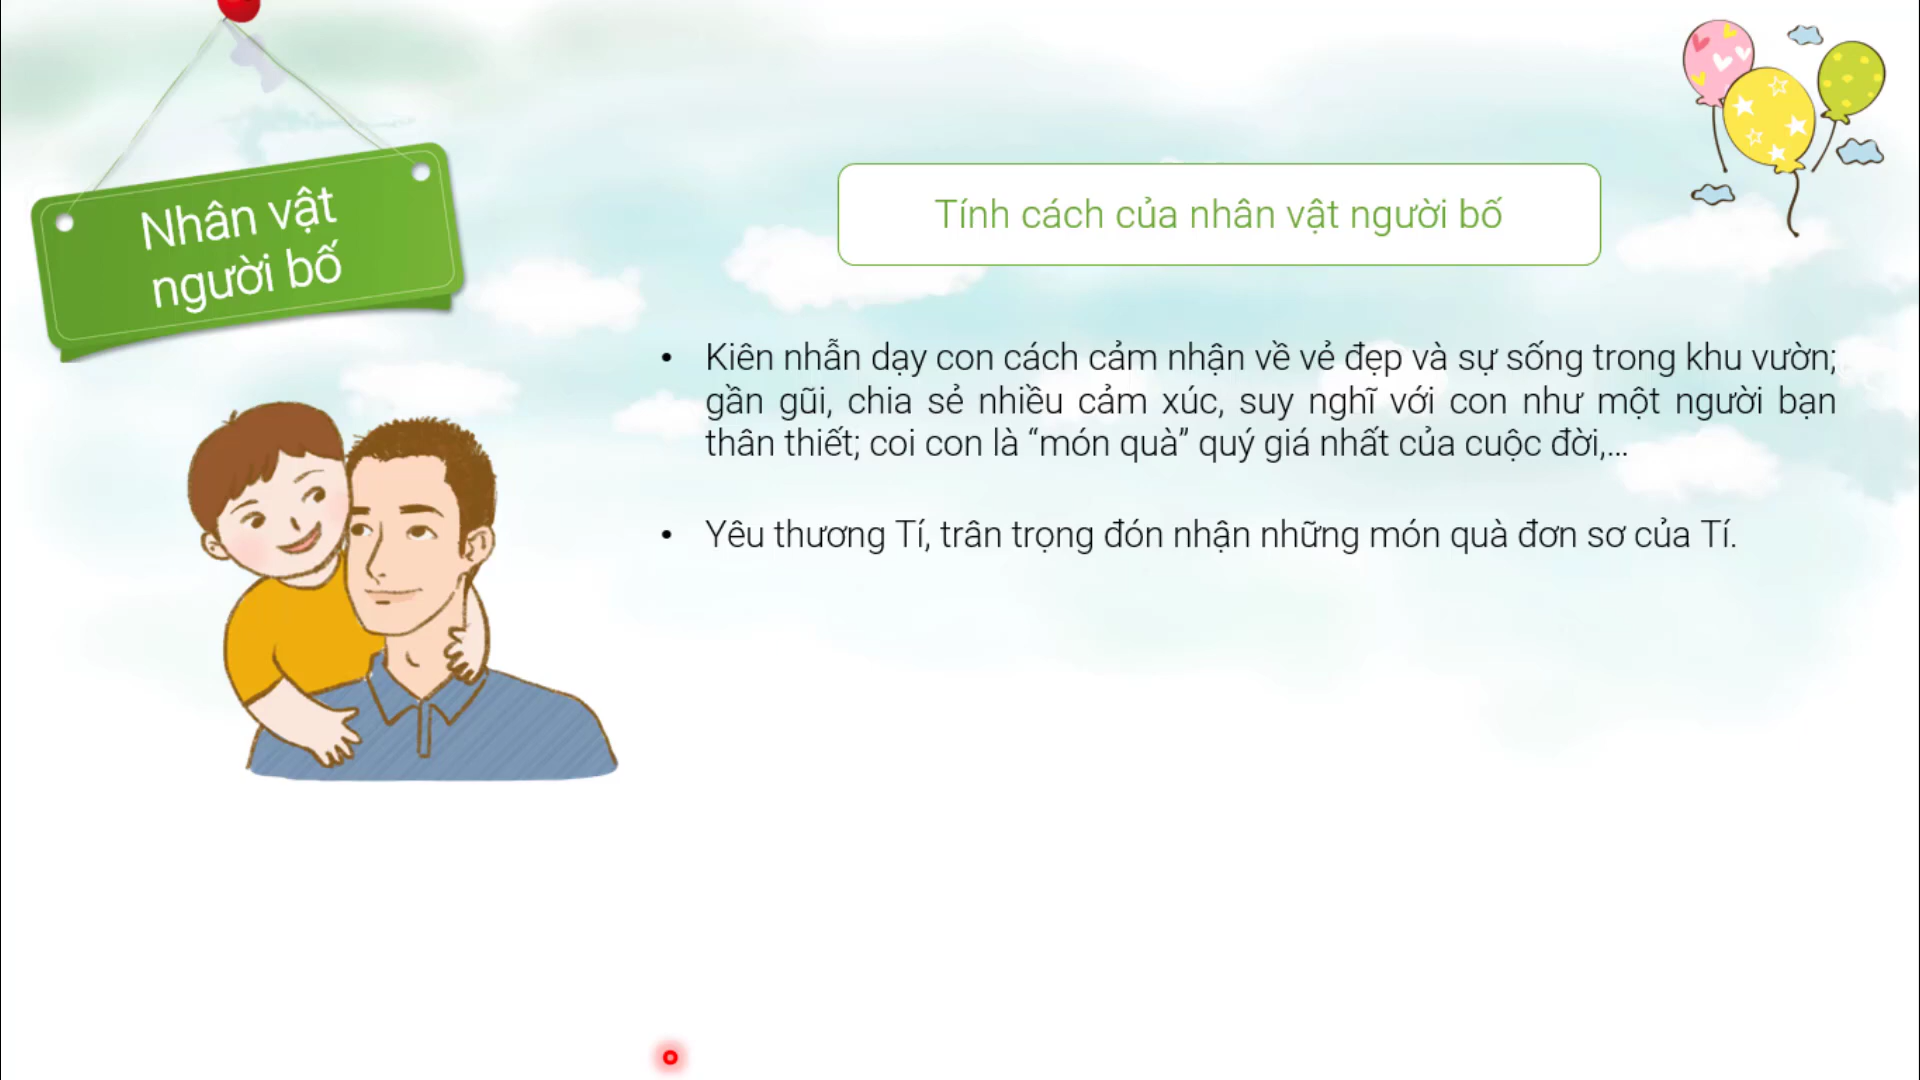 Nhân vật
người bố
Tính cách của nhân vật người bố
• Kiên nhẫn dạy con cách cảm nhận về vẻ đẹp và sự sống trong khu vườn;
gần gũi, chia sẻ nhiều cảm xúc, suy nghĩ với con như một người bạn
thân thiết; coi con là “món quà” quý giá nhất của cuộc đời,...
• Yêu thương Tí, trân trọng đón nhận những món quà đơn sơ của Tí.